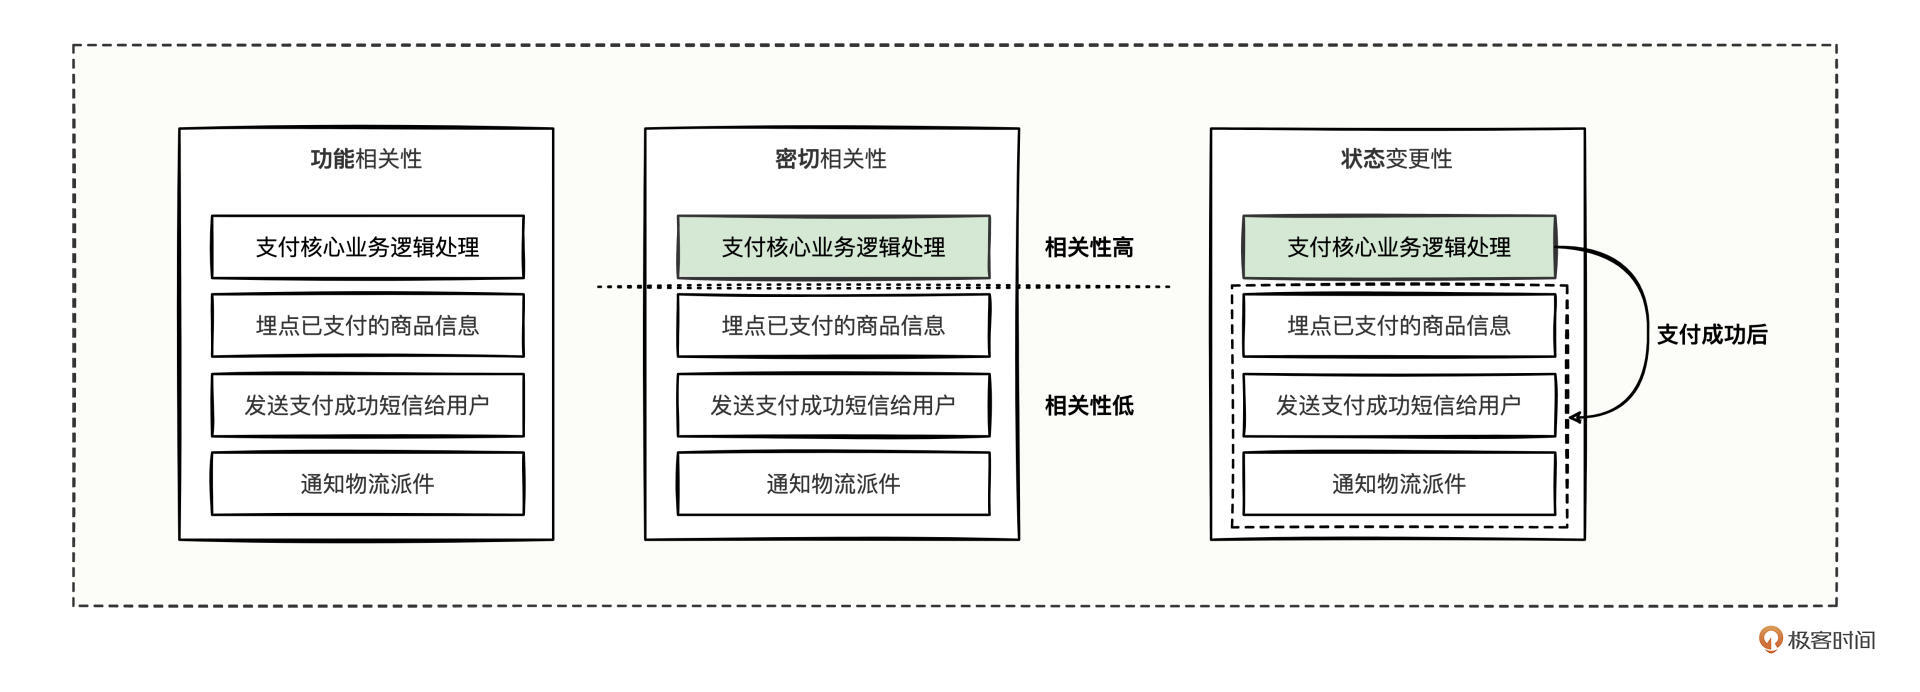 功能相关性
支付核心业务逻辑处理
埋点已支付的商品信息
发送支付成功短信给用户
通知物流派件
密切相关性
支付核心业务逻辑处理
相关性高
埋点已支付的商品信息
发送支付成功短信给用户
相关性低
通知物流派件
状态变更性
支付核心业务逻辑处理
埋点已支付的商品信息
支付成功后
发送支付成功短信给用户
通知物流派件
极客时间